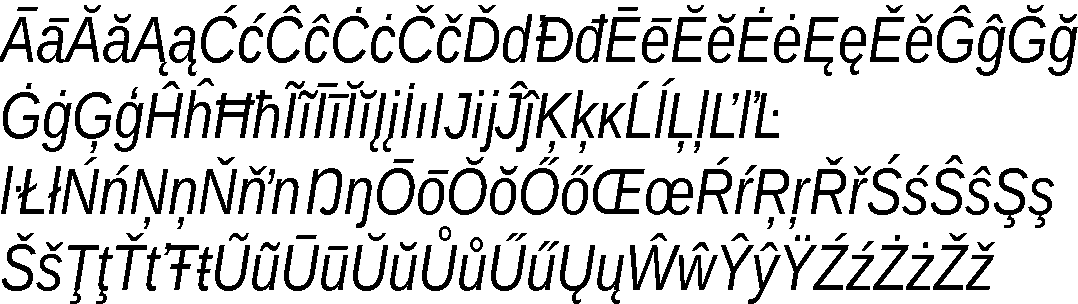 ĀāĂăĄąĆćĈĉĊċČčĎďĐđĒēĔĕĖėĘęĚěĜĝĞğ
ĠġĢģĤĥĦħĨĩĪīĬĭĮįİıĲĳĴĵĶķĸĹĺĻļĽľĿ
ŀŁłŃńŅņŇňŉŊŋŌōŎŏŐőŒœŔŕŖŗŘřŚśŜŝŞş
ŠšŢţŤťŦŧŨũŪūŬŭŮůŰűŲųŴŵŶŷŸŹźŻżŽž